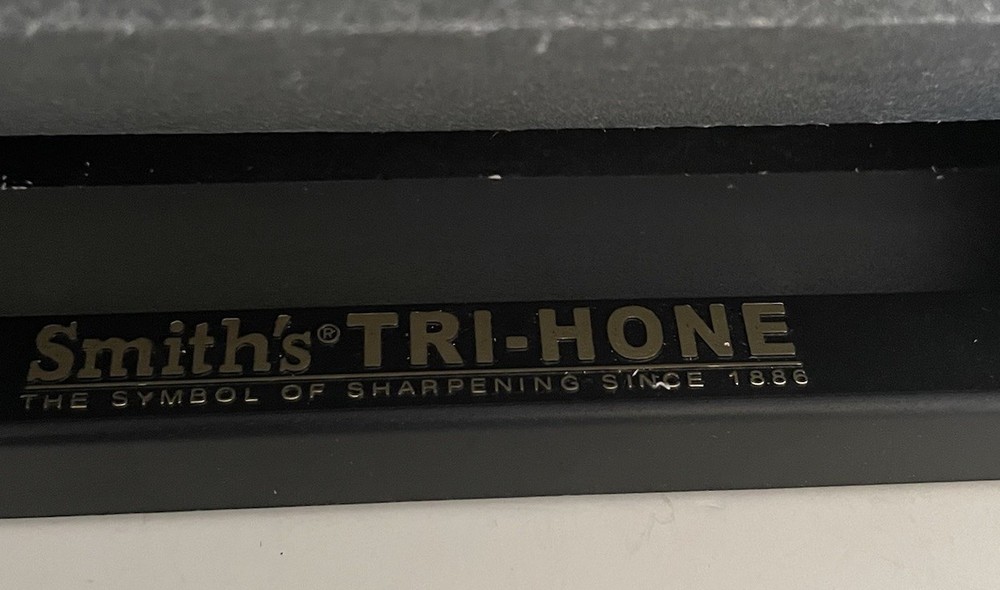 Smith's® TRI-HONE
THE SYMBOL OF SHARPENING SINCE 1886